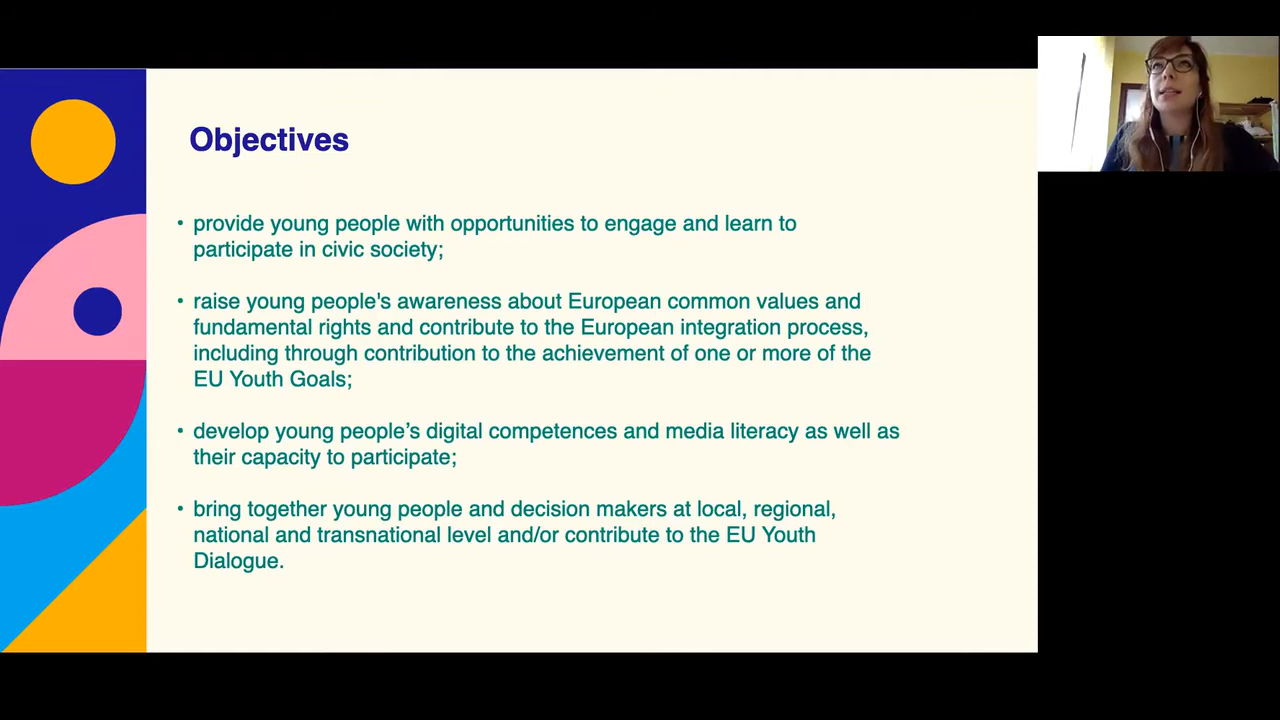 Objectives
• provide young people with opportunities to engage and learn to
participate in civic society;
• raise young people's awareness about European common values and
fundamental rights and contribute to the European integration process,
including through contribution to the achievement of one or more of the
EU Youth Goals;
• develop young people’s digital competences and media literacy as well as
their capacity to participate;
• bring together young people and decision makers at local, regional,
national and transnational level and/or contribute to the EU Youth
Dialogue.